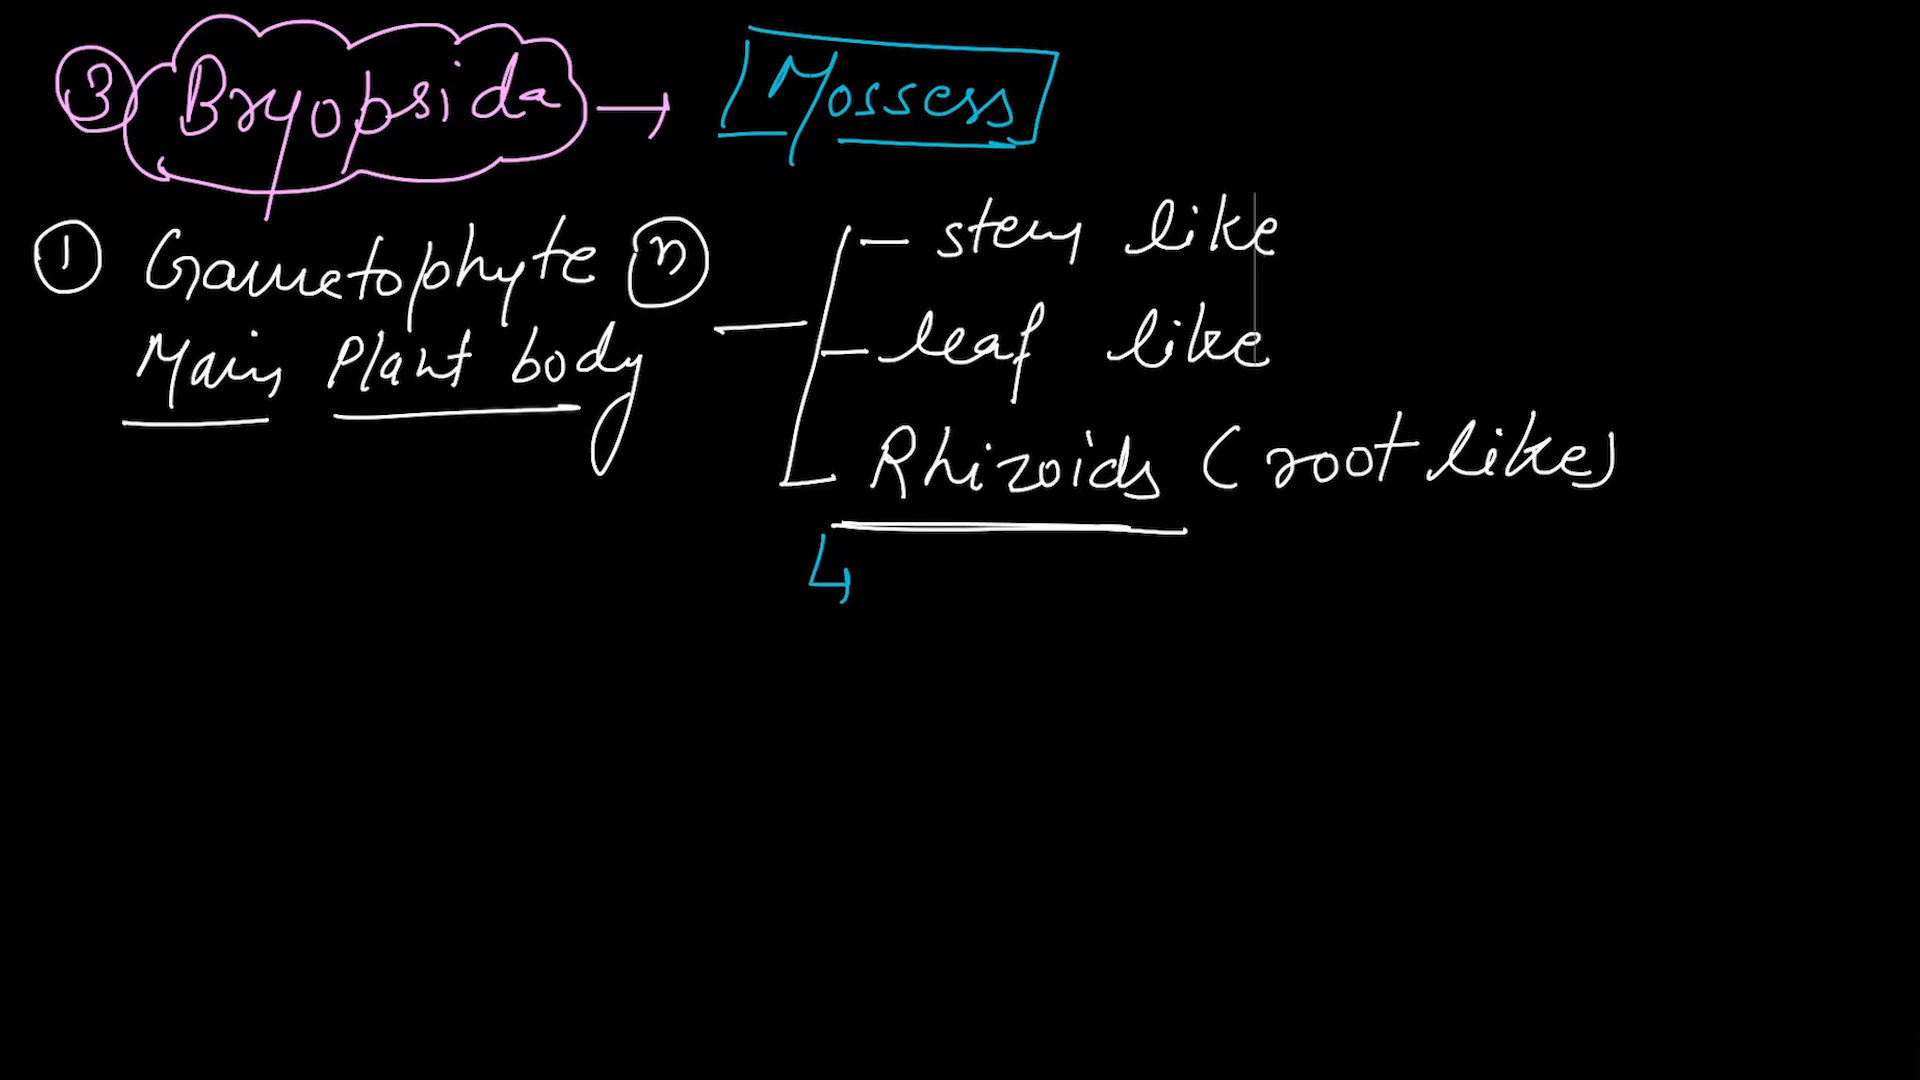 3 Bryopsida → Mossess
1 Gametophyte n
Main Plant body
- stem like
- leaf like
Rhizoids (root like)